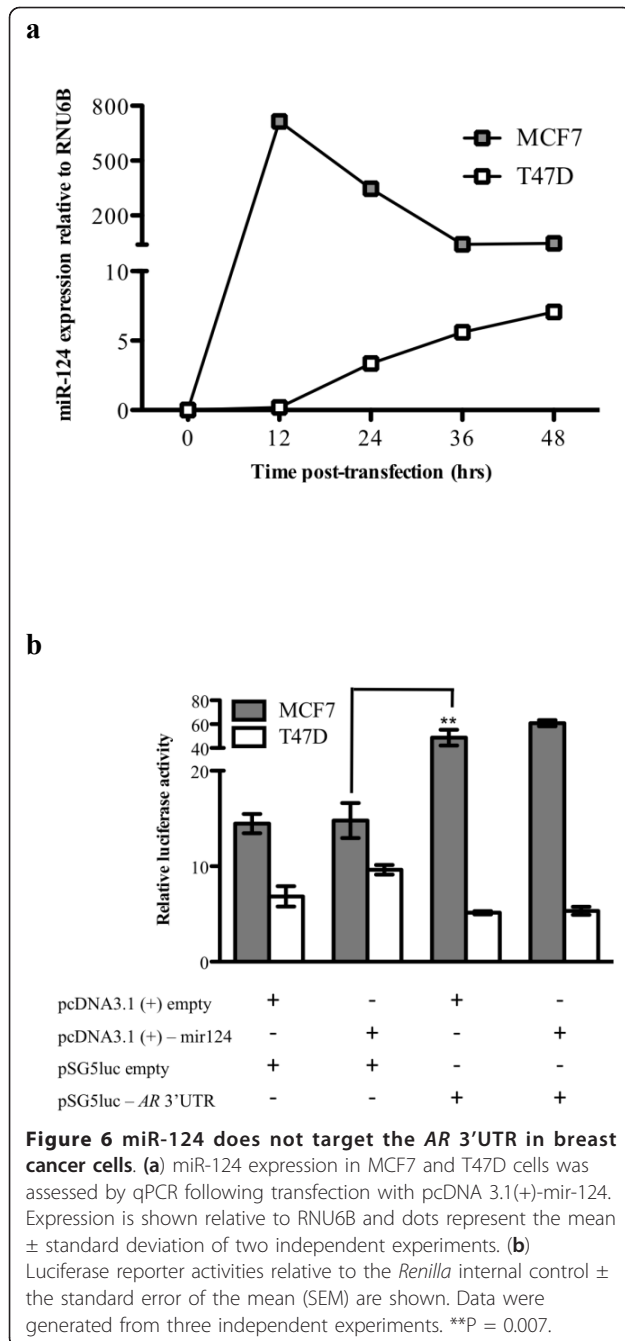 a
800
500
200
10
5
0
miR-124 expression relative to RNU6B
MCF7
T47D
0 12 24 36 48
Time post-transfection (hrs)
b
80
60
40
20
10
0
Relative luciferase activity
MCF7
T47D
**
pcDNA3.1 (+) empty + - + -
pcDNA3.1 (+) – mir124 - + - +
pSG5luc empty + + - -
pSG5luc – AR 3'UTR - - + +
Figure 6 miR-124 does not target the AR 3'UTR in breast
cancer cells. (a) miR-124 expression in MCF7 and T47D cells was
assessed by qPCR following transfection with pcDNA 3.1(+)-mir-124.
Expression is shown relative to RNU6B and dots represent the mean
± standard deviation of two independent experiments. (b)
Luciferase reporter activities relative to the Renilla internal control ±
the standard error of the mean (SEM) are shown. Data were
generated from three independent experiments. **P = 0.007.